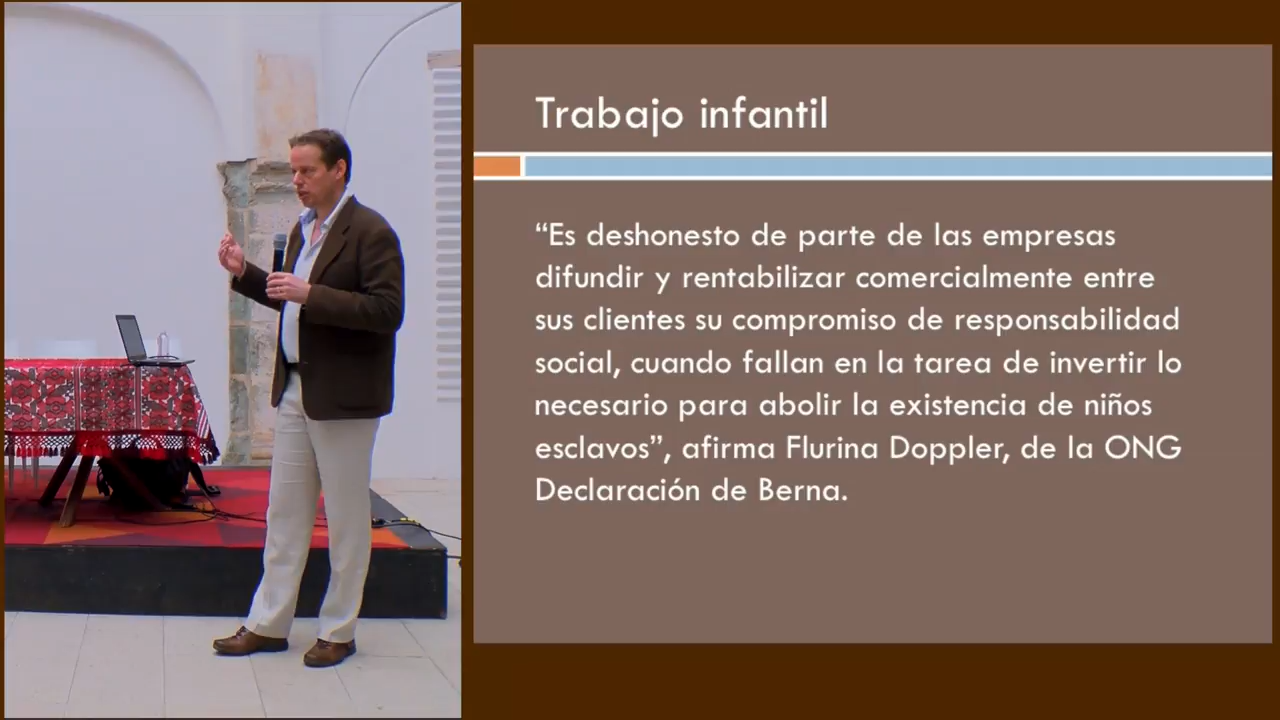 Trabajo infantil
“Es deshonesto de parte de las empresas
difundir y rentabilizar comercialmente entre
sus clientes su compromiso de responsabilidad
social, cuando fallan en la tarea de invertir lo
necesario para abolir la existencia de niños
esclavos”, afirma Flurina Doppler, de la ONG
Declaración de Berna.